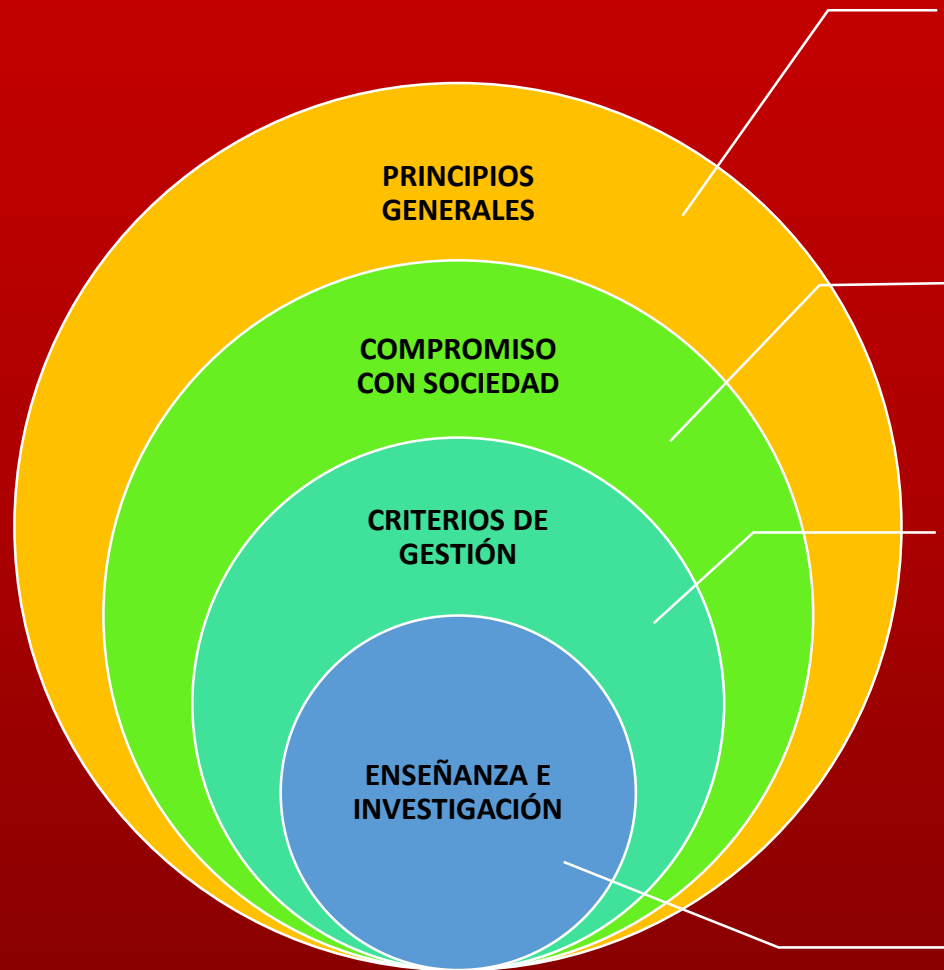 PRINCIPIOS
GENERALES
COMPROMISO
CON SOCIEDAD
CRITERIOS DE
GESTIÓN
ENSEÑANZA E
INVESTIGACIÓN